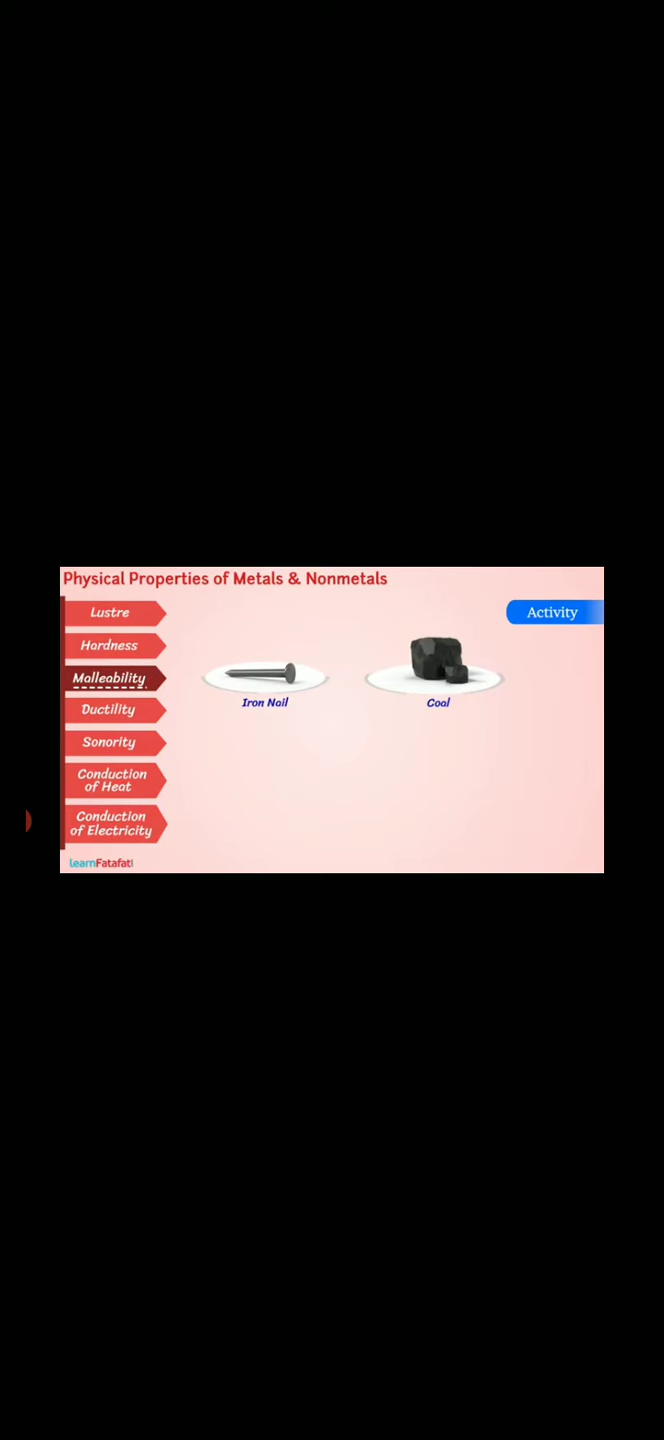 Physical Properties of Metals & Nonmetals
Lustre
Hardness
Malleability
Ductility
Sonority
Conduction
of Heat
Conduction
of Electricity
Activity
Iron Nail
Coal
learnFatafat